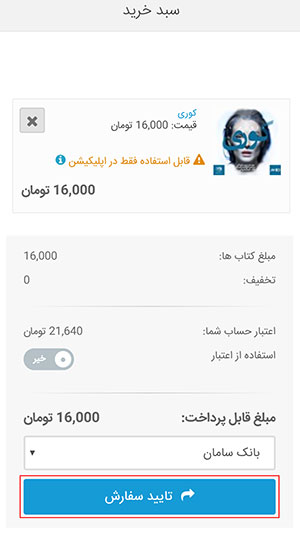 سبد خرید
کوری
قیمت: 16,000 تومان
کوری
قابل استفاده فقط در اپلیکیشن
16,000 تومان
مبلغ کتاب ها: 16,000
تخفیف: 0
اعتبار حساب شما: 21,640 تومان
استفاده از اعتبار خیر
مبلغ قابل پرداخت: 16,000 تومان
بانک سامان
تایید سفارش